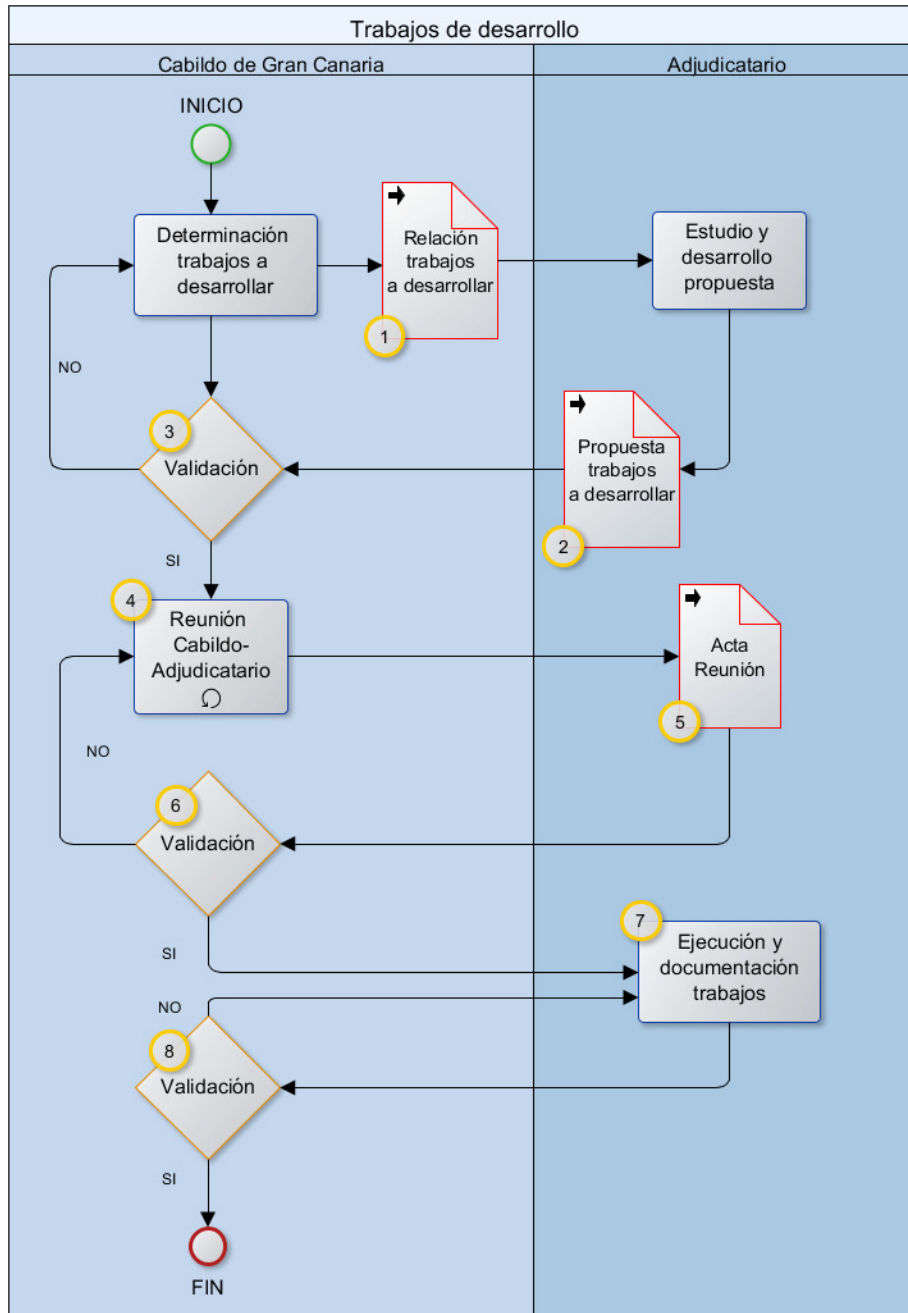 Trabajos de desarrollo
Cabildo de Gran Canaria
Adjudicatario
INICIO
Determinación
trabajos a
desarrollar
Relación
trabajos
a desarrollar
1
Estudio y
desarrollo
propuesta
NO
3
Validación
Propuesta
trabajos
a desarrollar
2
SI
4
Reunión
Cabildo-
Adjudicatario
Acta
Reunión
5
NO
6
Validación
SI
7
Ejecución y
documentación
trabajos
NO
8
Validación
SI
FIN